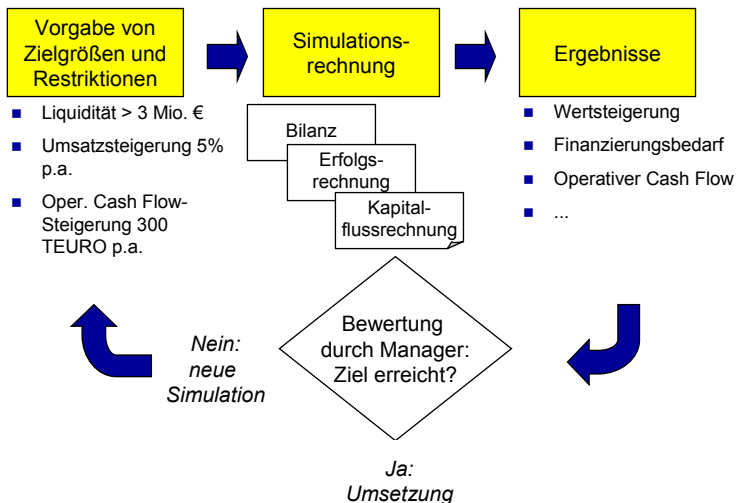 Vorgabe von
Zielgrößen und
Restriktionen
Simulations-
rechnung
Ergebnisse
Liquidität > 3 Mio. €
Umsatzsteigerung 5%
p.a.
Oper. Cash Flow-
Steigerung 300
TEURO p.a.
Bilanz
Erfolgs-
rechnung
Kapital-
flussrechnung
Wertsteigerung
Finanzierungsbedarf
Operativer Cash Flow
...
Bewertung
durch Manager:
Ziel erreicht?
Nein:
neue
Simulation
Ja:
Umsetzung